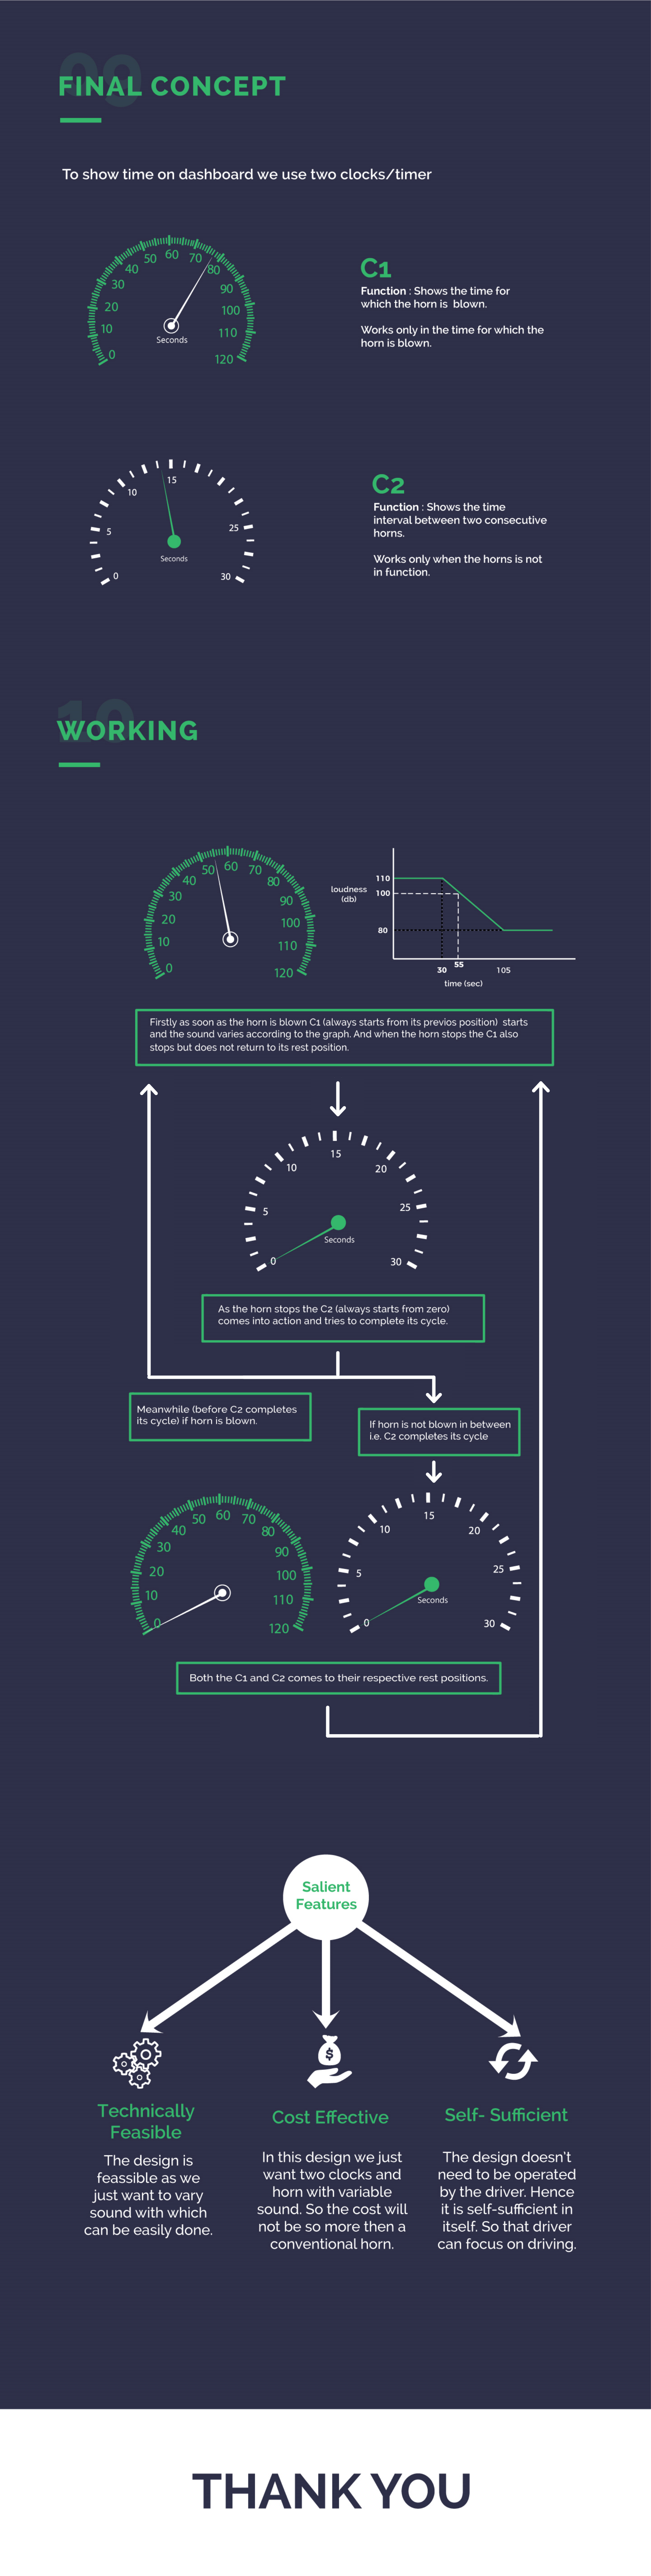 09
FINAL CONCEPT
To show time on dashboard we use two clocks/timer
0
10
20
30
40
50
60
70
80
90
100
110
120
Seconds
C1
Function : Shows the time for
which the horn is blown.
Works only in the time for which the
horn is blown.
0
5
10
15
25
30
Seconds
C2
Function : Shows the time
interval between two consecutive
horns.
Works only when the horns is not
in function.
10
WORKING
0
10
20
30
40
50
60
70
80
90
100
110
120
loudness
(db)
110
100
80
30
55
105
time (sec)
Firstly as soon as the horn is blown C1 (always starts from its previos position) starts
and the sound varies according to the graph. And when the horn stops the C1 also
stops but does not return to its rest position.
0
5
10
15
20
25
30
Seconds
As the horn stops the C2 (always starts from zero)
comes into action and tries to complete its cycle.
Meanwhile (before C2 completes
its cycle) if horn is blown.
If horn is not blown in between
i.e. C2 completes its cycle
0
10
20
30
40
50
60
70
80
90
100
110
120
0
5
10
15
20
25
30
Seconds
Both the C1 and C2 comes to their respective rest positions.
Salient
Features
$
Technically
Feasible
The design is
feassible as we
just want to vary
sound with which
can be easily done.
Cost Effective
In this design we just
want two clocks and
horn with variable
sound. So the cost will
not be so more then a
conventional horn.
Self- Sufficient
The design doesn't
need to be operated
by the driver. Hence
it is self-sufficient in
itself. So that driver
can focus on driving.
THANK YOU